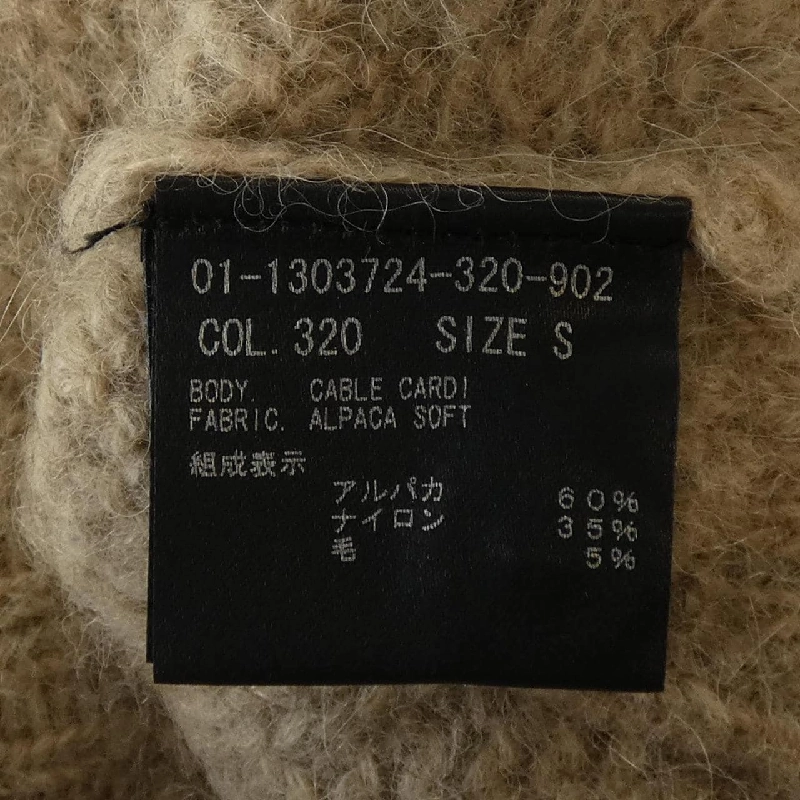 01-1303724-320-902
COL. 320 SIZE S
BODY. CABLE CARDI
FABRIC. ALPACA SOFT
組成表示
アルパカ 60%
ナイロン 35%
毛 5%